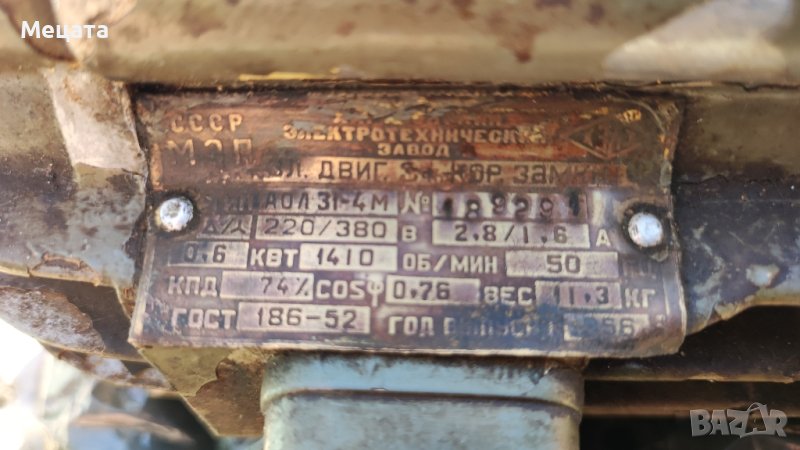 Мецата
СССР
МЭП
ЭЛЕКТРОТЕХНИЧЕСКИЙ
ЗАВОД
ДВИГ. ЗАМК
АОЛ 31-4М № 189291
Δ/⅄ 220/380 В 2.8/1.6 А
0.6 КВТ 1410 ОБ/МИН 50
КПД 74% COSφ 0.76 ВЕС 11.3 КГ
ГОСТ 186-52 ГОД ВЫПУСКА 1956
BAZAR